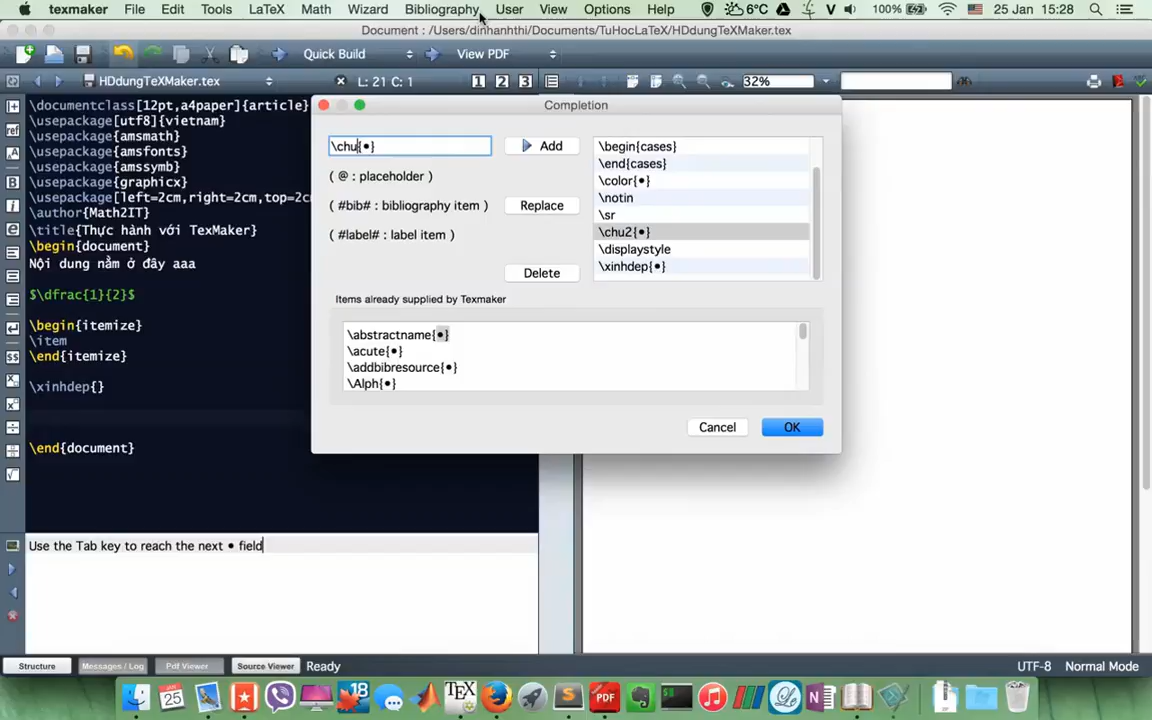 texmaker File Edit Tools LaTeX Math Wizard Bibliography User View Options Help 6°C V 100% 25 Jan 15:28
Document : /Users/dinhanhthi/Documents/TuHocLaTeX/HDdungTeXMaker.tex
Quick Build View PDF
HDdungTeXMaker.tex L: 21 C: 1 1 2 3 32%
\documentclass[12pt,a4paper]{article}
\usepackage[utf8]{vietnam}
\usepackage{amsmath}
\usepackage{amsfonts}
\usepackage{amssymb}
\usepackage{graphicx}
\usepackage[left=2cm,right=2cm,top=2c
\author{Math2IT}
\title{Thực hành với TexMaker}
\begin{document}
Nội dung nằm ở đây aaa
$\dfrac{1}{2}$
\begin{itemize}
\item
\end{itemize}
\xinhdep{}
\end{document}
ref
Completion
\chu{•}
Add
( @ : placeholder )
( #bib# : bibliography item )
Replace
( #label# : label item )
Delete
\begin{cases}
\end{cases}
\color{•}
\notin
\sr
\chu2{•}
\displaystyle
\xinhdep{•}
Items already supplied by Texmaker
\abstractname{•}
\acute{•}
\addbibresource{•}
\Alph{•}
Cancel OK
Use the Tab key to reach the next • field
Structure Messages / Log Pdf Viewer Source Viewer Ready UTF-8 Normal Mode
JAN 25 18 TEX PDF